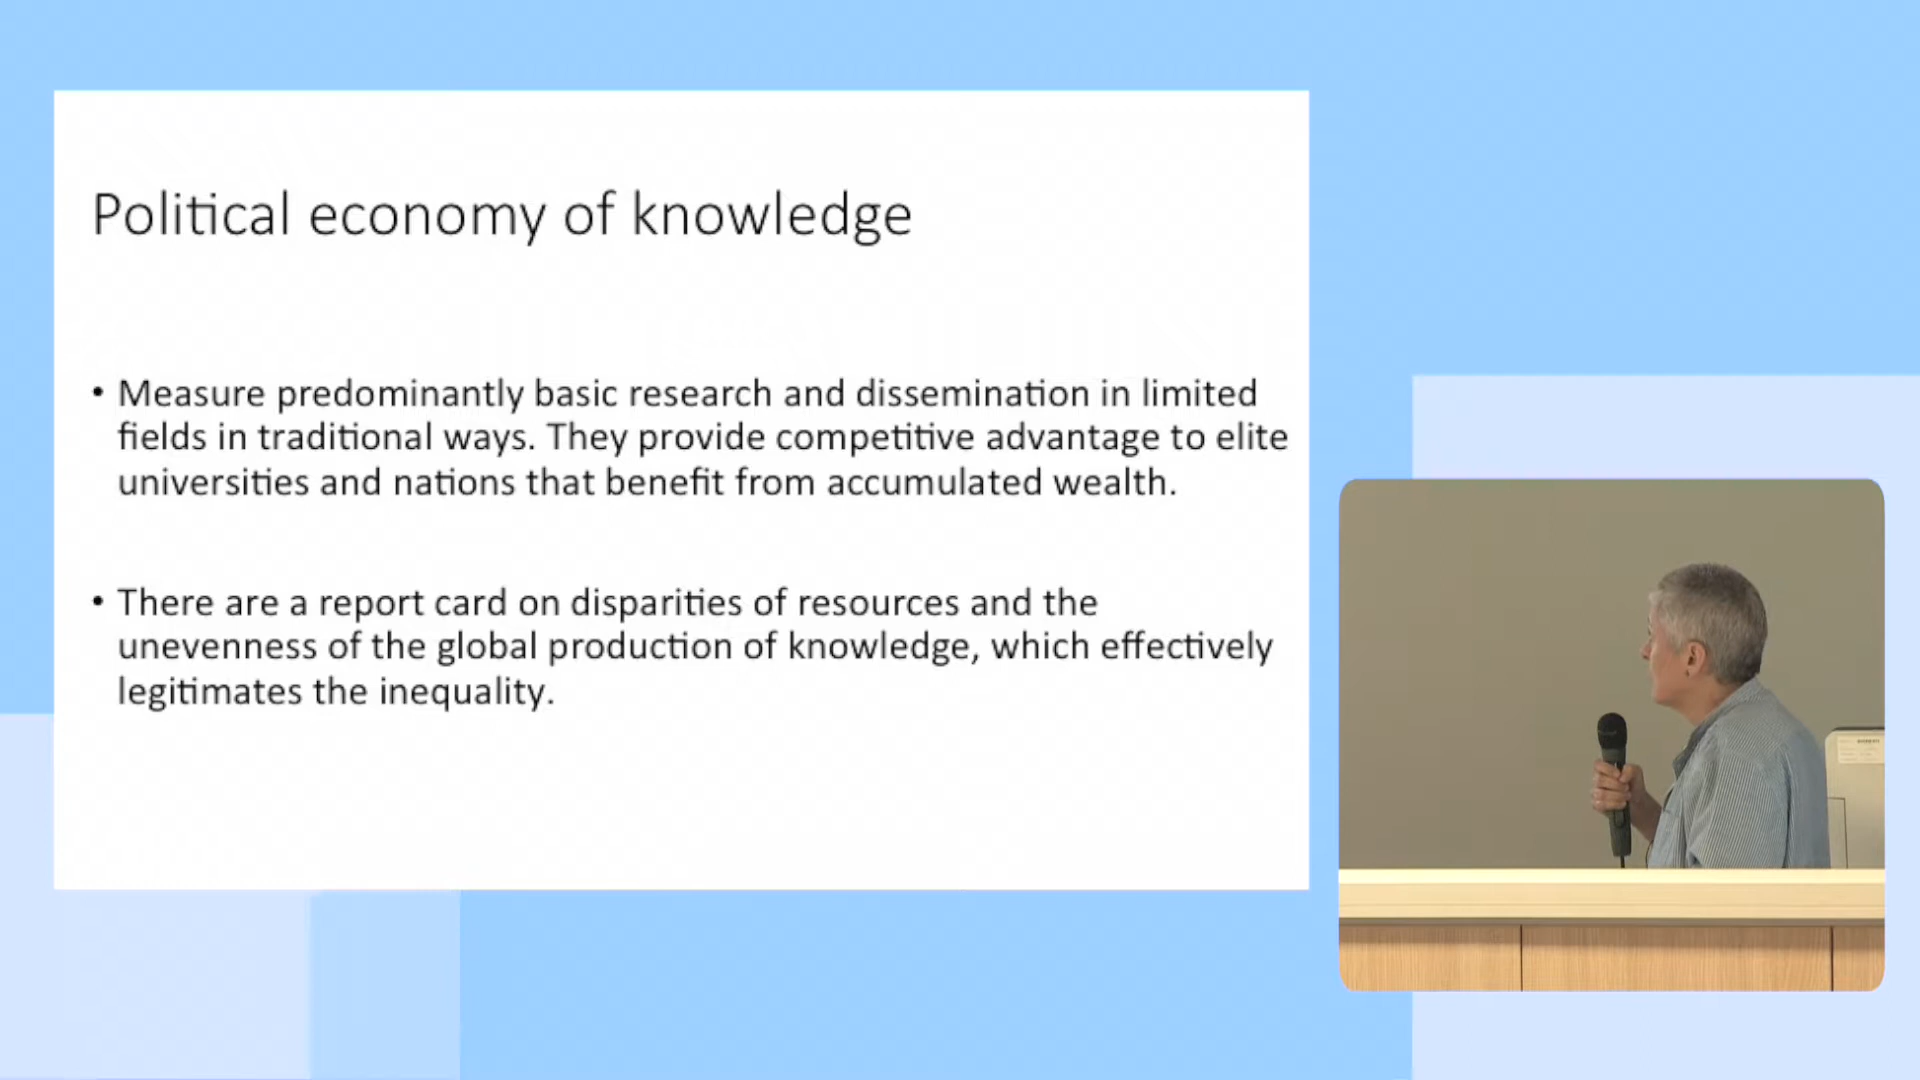 Political economy of knowledge
• Measure predominantly basic research and dissemination in limited
fields in traditional ways. They provide competitive advantage to elite
universities and nations that benefit from accumulated wealth.
• There are a report card on disparities of resources and the
unevenness of the global production of knowledge, which effectively
legitimates the inequality.